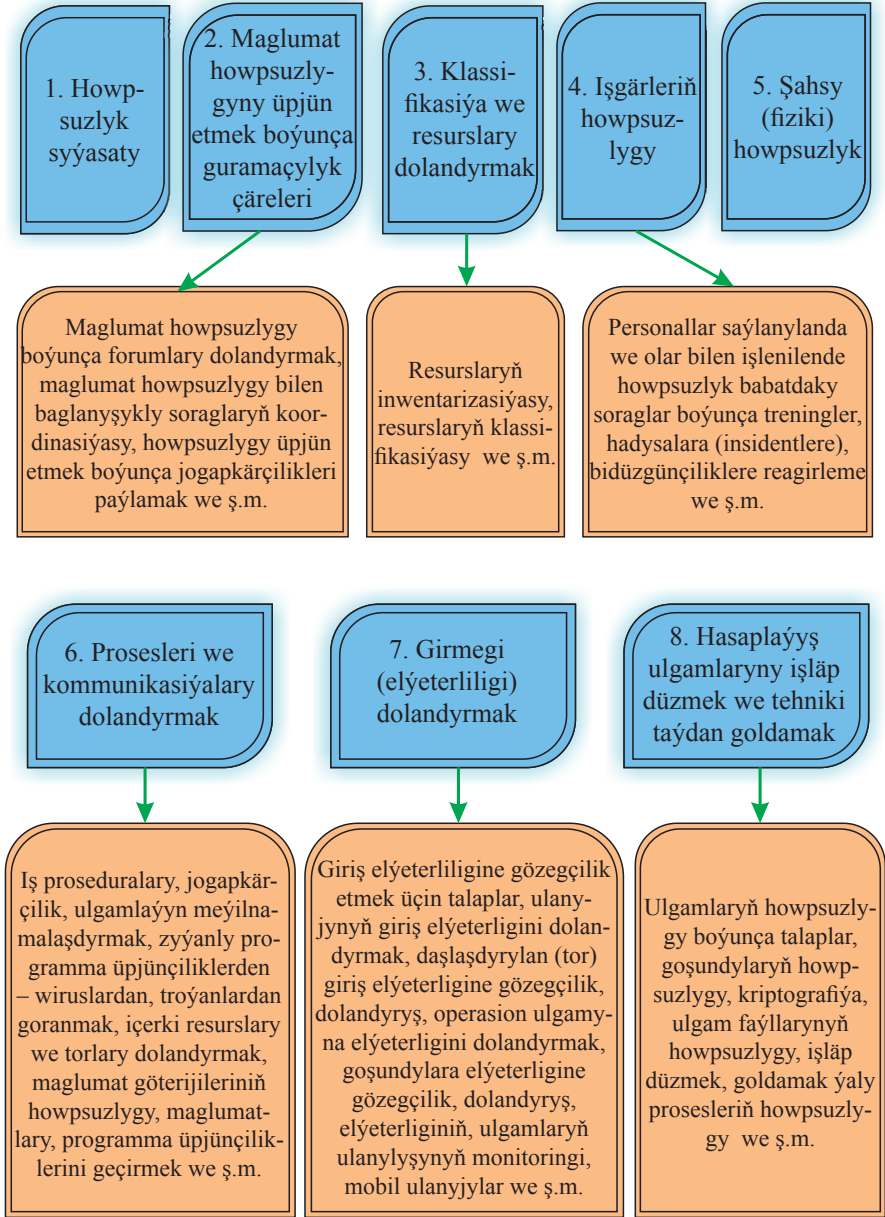 1. Howp-
suzlyk
syýasaty
2. Maglumat
howpsuzly-
gyny üpjün
etmek boýunça
guramaçylyk
çäreleri
3. Klassi-
fikasiýa we
resurslary
dolandyrmak
4. Işgärleriň
howpsuz-
lygy
5. Şahsy
(fiziki)
howpsuzlyk
Maglumat howpsuzlygy
boýunça forumlary dolandyrmak,
maglumat howpsuzlygy bilen
baglanyşykly soraglaryň koor-
dinasiýasy, howpsuzlygy üpjün
etmek boýunça jogapkärçilikleri
paýlamak we ş.m.
Resurslaryň
inwentarizasiýasy,
resurslaryň klassi-
fikasiýasy we ş.m.
Personallar saýlanylanda
we olar bilen işlenilende
howpsuzlyk babatdaky
soraglar boýunça treningler,
hadysalara (insidentlere),
bidüzgünçiliklere reagirleme
we ş.m.
6. Prosesleri we
kommunikasiýalary
dolandyrmak
7. Girmegi
(elýeterliligi)
dolandyrmak
8. Hasaplaýyş
ulgamlaryny işläp
düzmek we tehniki
taýdan goldamak
Iş proseduralary, jogapkär-
çilik, ulgamlaýyn meýilna-
malaşdyrmak, zyýanly pro-
gramma üpjünçiliklerden
– wiruslardan, troýanlardan
goranmak, içerki resurslary
we torlary dolandyrmak,
maglumat göterijileriniň
howpsuzlygy, maglumat-
lary, programma üpjünçilik-
lerini geçirmek we ş.m.
Giriş elýeterliligine gözegçilik
etmek üçin talaplar, ulany-
jynyň giriş elýeterligini dolan-
dyrmak, daşlaşdyrylan (tor)
giriş elýeterligine gözegçilik,
dolandyryş, operasion ulgamy-
na elýeterligini dolandyrmak,
goşundylara elýeterligine
gözegçilik, dolandyryş,
elýeterliginiň, ulgamlaryň
ulanylyşynyň monitoringi,
mobil ulanyjylar we ş.m.
Ulgamlaryň howpsuzly-
gy boýunça talaplar,
goşundylaryň howp-
suzlygy, kriptografiýa,
ulgam faýllarynyň
howpsuzlygy, işläp
düzmek, goldamak ýaly
prosesleriň howpsuzly-
gy we ş.m.